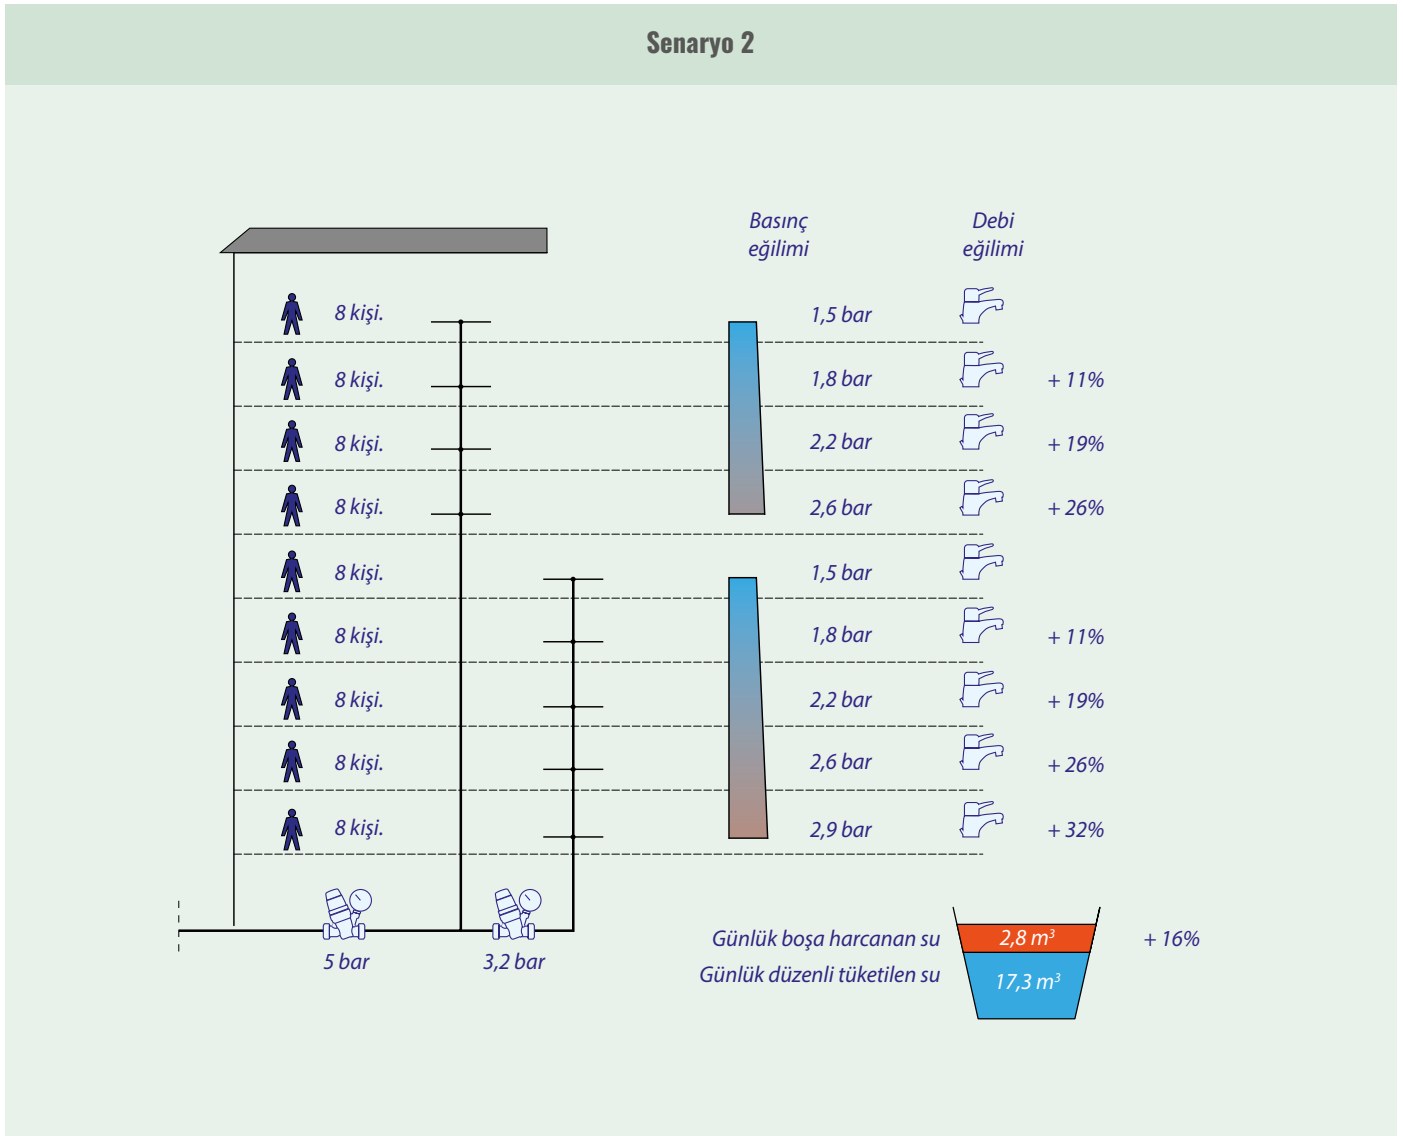 Senaryo 2
Basınç
eğilimi
Debi
eğilimi
8 kişi.
1,5 bar
8 kişi.
1,8 bar
+ 11%
8 kişi.
2,2 bar
+ 19%
8 kişi.
2,6 bar
+ 26%
8 kişi.
1,5 bar
8 kişi.
1,8 bar
+ 11%
8 kişi.
2,2 bar
+ 19%
8 kişi.
2,6 bar
+ 26%
8 kişi.
2,9 bar
+ 32%
5 bar
3,2 bar
Günlük boşa harcanan su
2,8 m³
+ 16%
Günlük düzenli tüketilen su
17,3 m³